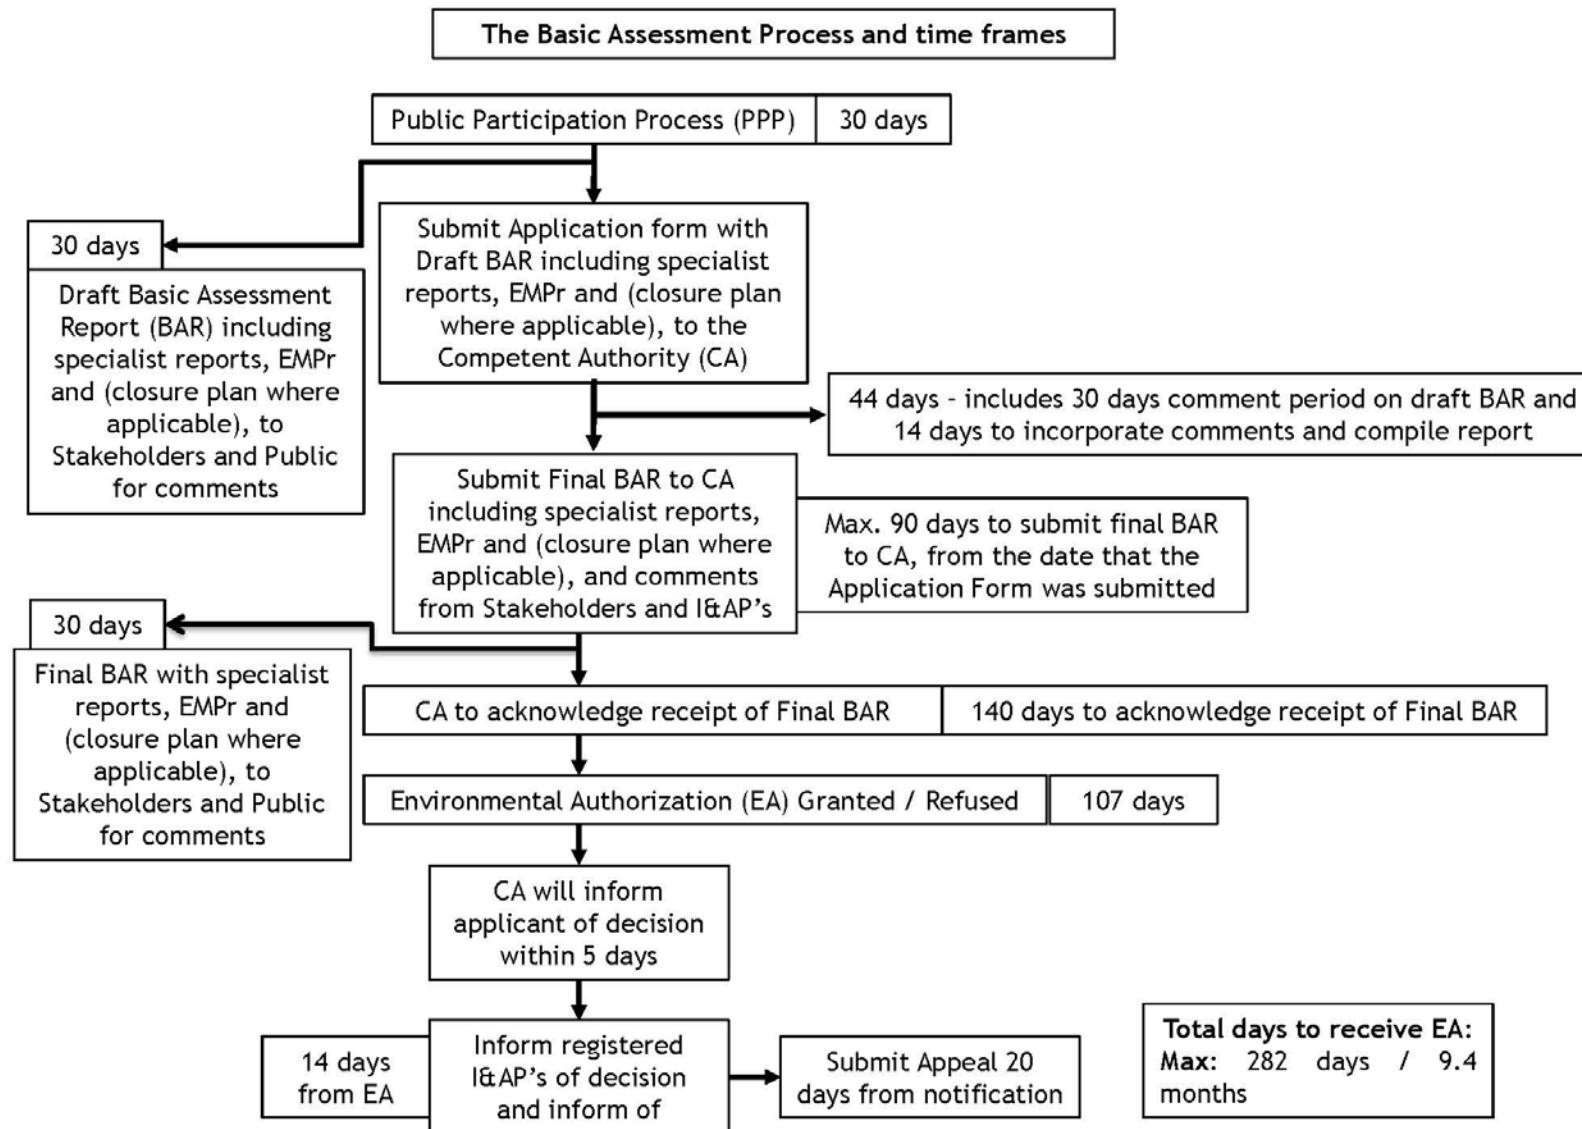 The Basic Assessment Process and time frames
Public Participation Process (PPP)
30 days
30 days
Draft Basic Assessment
Report (BAR) including
specialist reports, EMPr
and (closure plan where
applicable), to
Stakeholders and Public
for comments
Submit Application form with
Draft BAR including specialist
reports, EMPr and (closure plan
where applicable), to the
Competent Authority (CA)
44 days - includes 30 days comment period on draft BAR and
14 days to incorporate comments and compile report
Submit Final BAR to CA
including specialist reports,
EMPr and (closure plan where
applicable), and comments
from Stakeholders and I&AP's
Max. 90 days to submit final BAR
to CA, from the date that the
Application Form was submitted
30 days
Final BAR with specialist
reports, EMPr and
(closure plan where
applicable), to
Stakeholders and Public
for comments
CA to acknowledge receipt of Final BAR
140 days to acknowledge receipt of Final BAR
Environmental Authorization (EA) Granted / Refused
107 days
CA will inform
applicant of decision
within 5 days
14 days
from EA
Inform registered
I&AP's of decision
and inform of
Submit Appeal 20
days from notification
Total days to receive EA:
Max: 282 days / 9.4
months